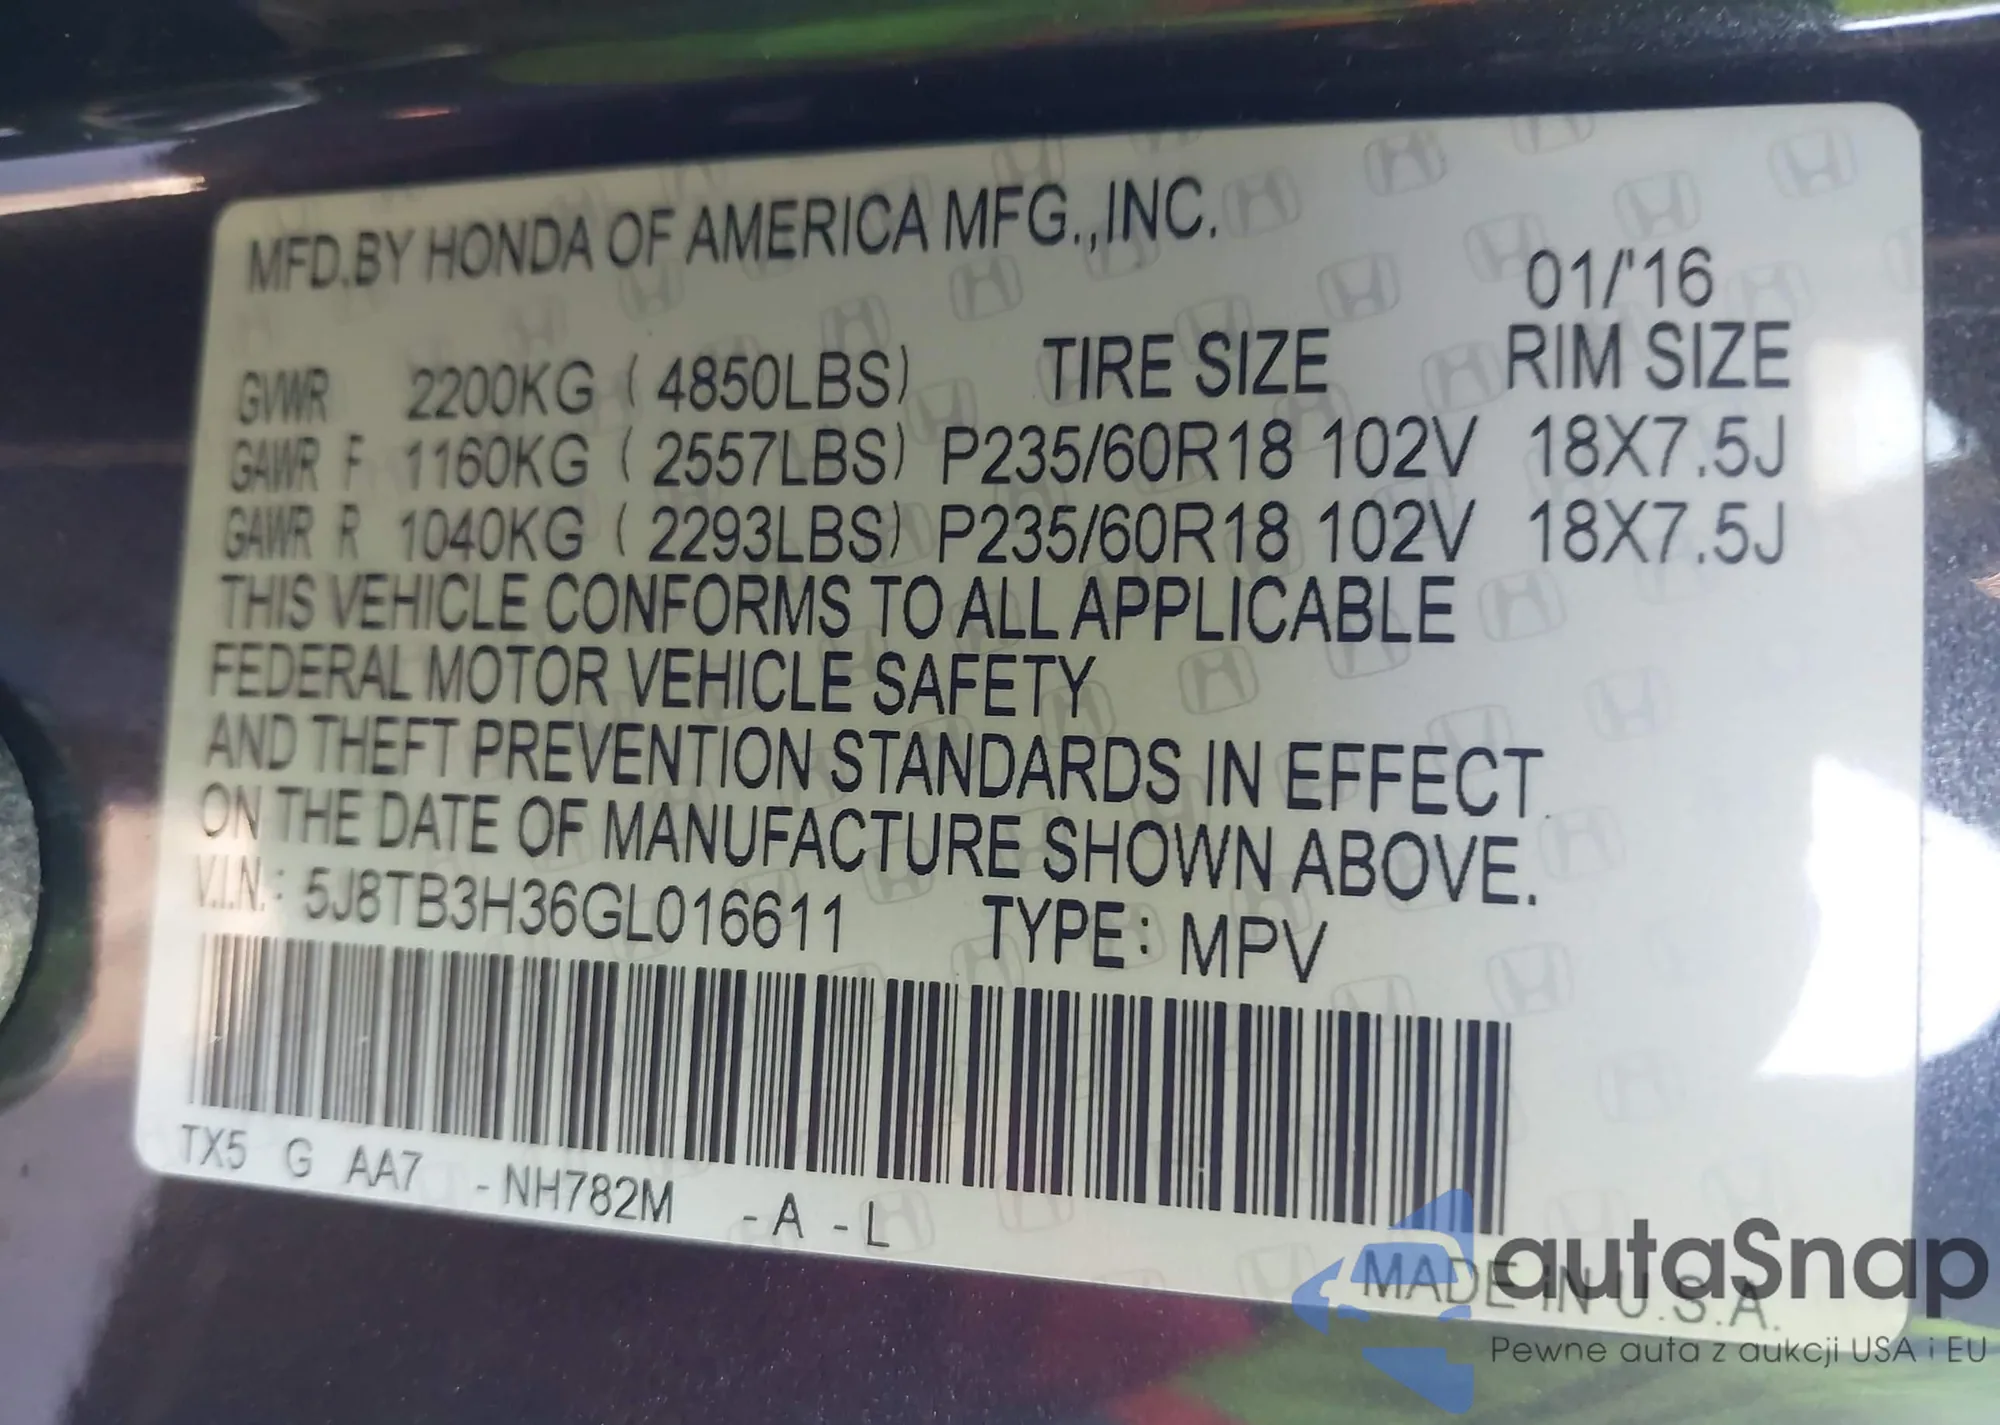 MFD.BY HONDA OF AMERICA MFG.,INC.
01/'16
GVWR 2200KG ( 4850LBS) TIRE SIZE RIM SIZE
GAWR F 1160KG ( 2557LBS) P235/60R18 102V 18X7.5J
GAWR R 1040KG ( 2293LBS) P235/60R18 102V 18X7.5J
THIS VEHICLE CONFORMS TO ALL APPLICABLE
FEDERAL MOTOR VEHICLE SAFETY
AND THEFT PREVENTION STANDARDS IN EFFECT
ON THE DATE OF MANUFACTURE SHOWN ABOVE.
V.I.N.: 5J8TB3H36GL016611 TYPE: MPV
TX5 G AA7 -NH782M -A -L
MADE IN U.S.A.
autaSnap
Pewne auta z aukcji USA i EU